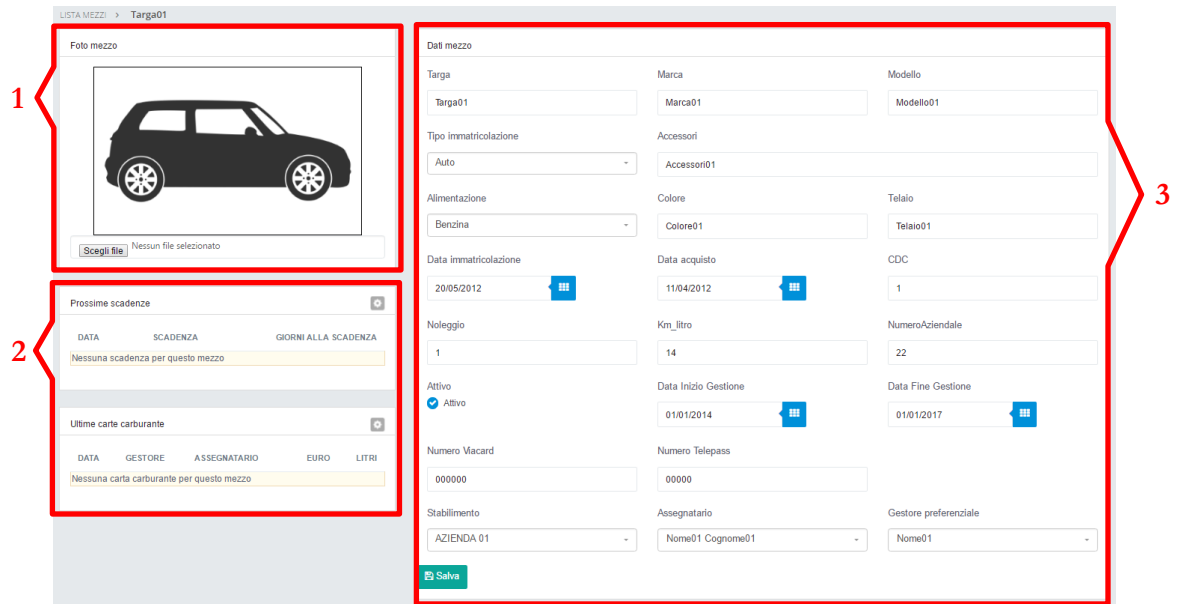 LISTA MEZZI > Targa01
1
Foto mezzo
Scegli file Nessun file selezionato
2
Prossime scadenze
DATA SCADENZA GIORNI ALLA SCADENZA
Nessuna scadenza per questo mezzo
Ultime carte carburante
DATA GESTORE ASSEGNATARIO EURO LITRI
Nessuna carta carburante per questo mezzo
3
Dati mezzo
Targa Marca Modello
Targa01 Marca01 Modello01
Tipo immatricolazione Accessori
Auto Accessori01
Alimentazione Colore Telaio
Benzina Colore01 Telaio01
Data immatricolazione Data acquisto CDC
20/05/2012 11/04/2012 1
Noleggio Km_litro NumeroAziendale
1 14 22
Attivo Data Inizio Gestione Data Fine Gestione
Attivo 01/01/2014 01/01/2017
Numero Viacard Numero Telepass
000000 00000
Stabilimento Assegnatario Gestore preferenziale
AZIENDA 01 Nome01 Cognome01 Nome01
Salva